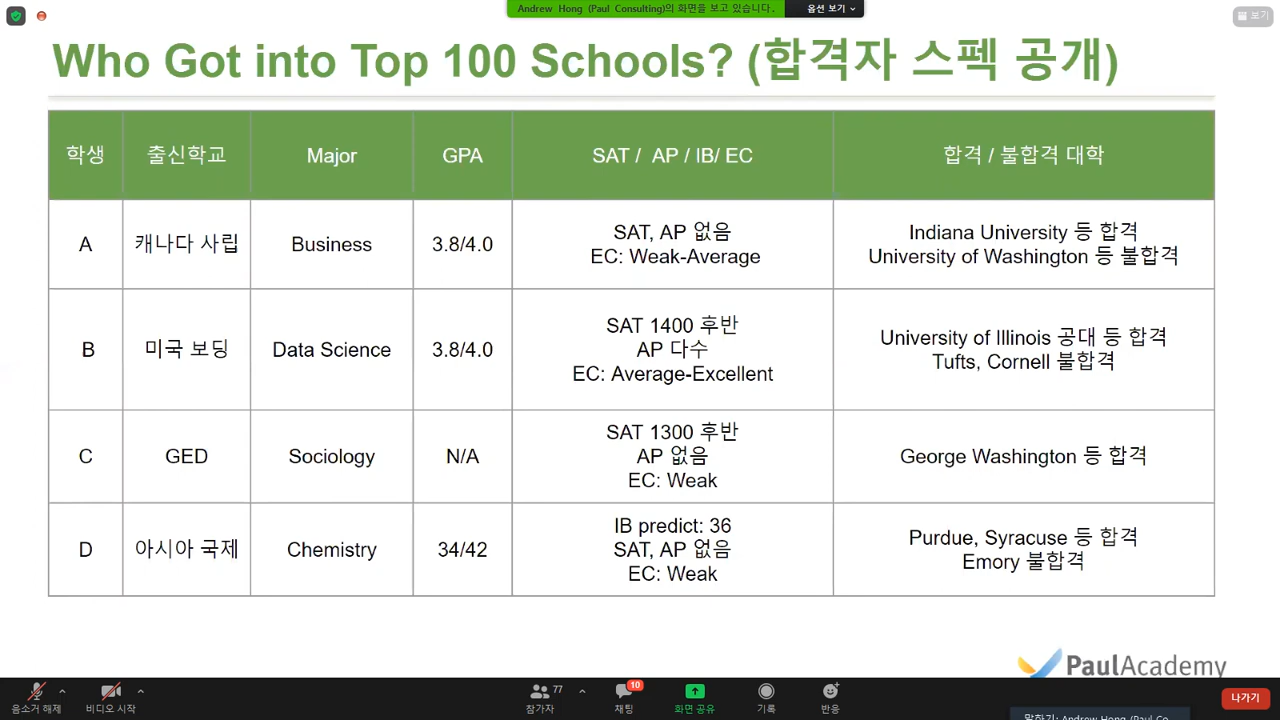 Andrew Hong (Paul Consulting)의 화면을 보고 있습니다.
옵션 보기
보기
Who Got into Top 100 Schools? (합격자 스펙 공개)
학생 출신학교 Major GPA SAT / AP / IB/ EC 합격 / 불합격 대학
A 캐나다 사립 Business 3.8/4.0
SAT, AP 없음
EC: Weak-Average
Indiana University 등 합격
University of Washington 등 불합격
B 미국 보딩 Data Science 3.8/4.0
SAT 1400 후반
AP 다수
EC: Average-Excellent
University of Illinois 공대 등 합격
Tufts, Cornell 불합격
C GED Sociology N/A
SAT 1300 후반
AP 없음
EC: Weak
George Washington 등 합격
D 아시아 국제 Chemistry 34/42
IB predict: 36
SAT, AP 없음
EC: Weak
Purdue, Syracuse 등 합격
Emory 불합격
PaulAcademy
음소거 해제
비디오 시작
77
참가자
10
채팅
화면 공유
기록
반응
나가기
말하기: Andrew Hong (Paul Co